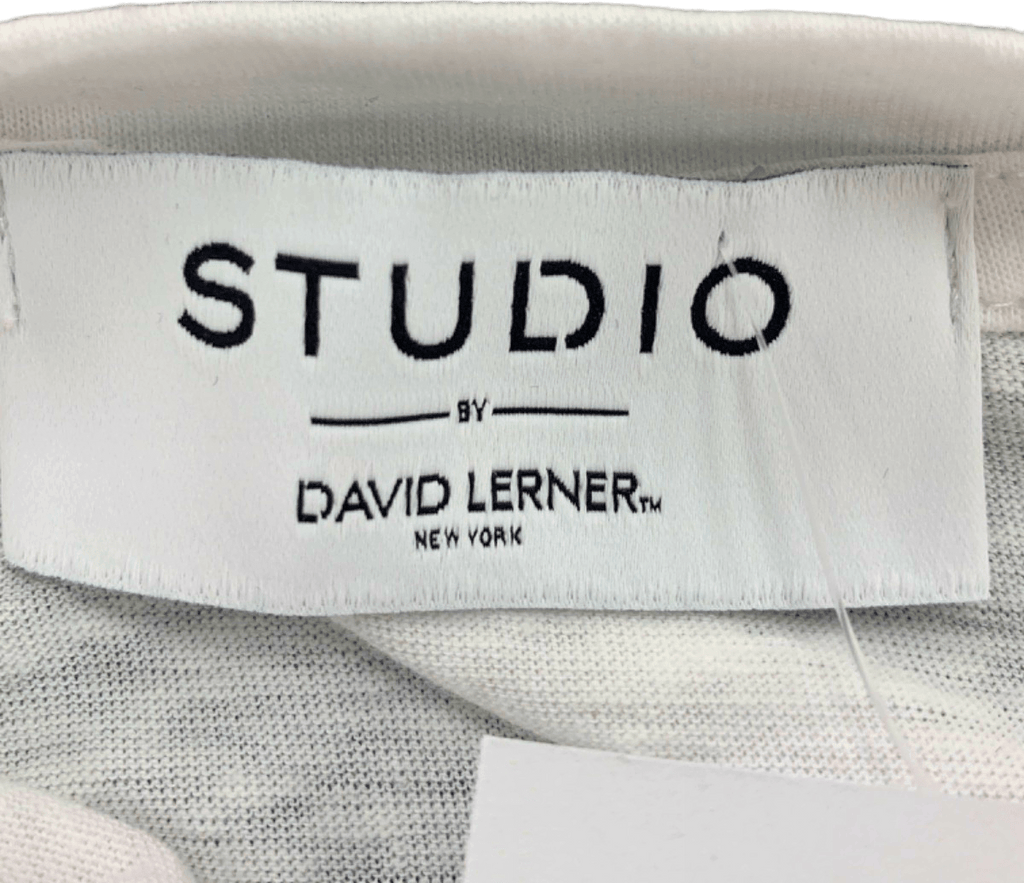 STUDIO
BY
DAVID LERNER™
NEW YORK